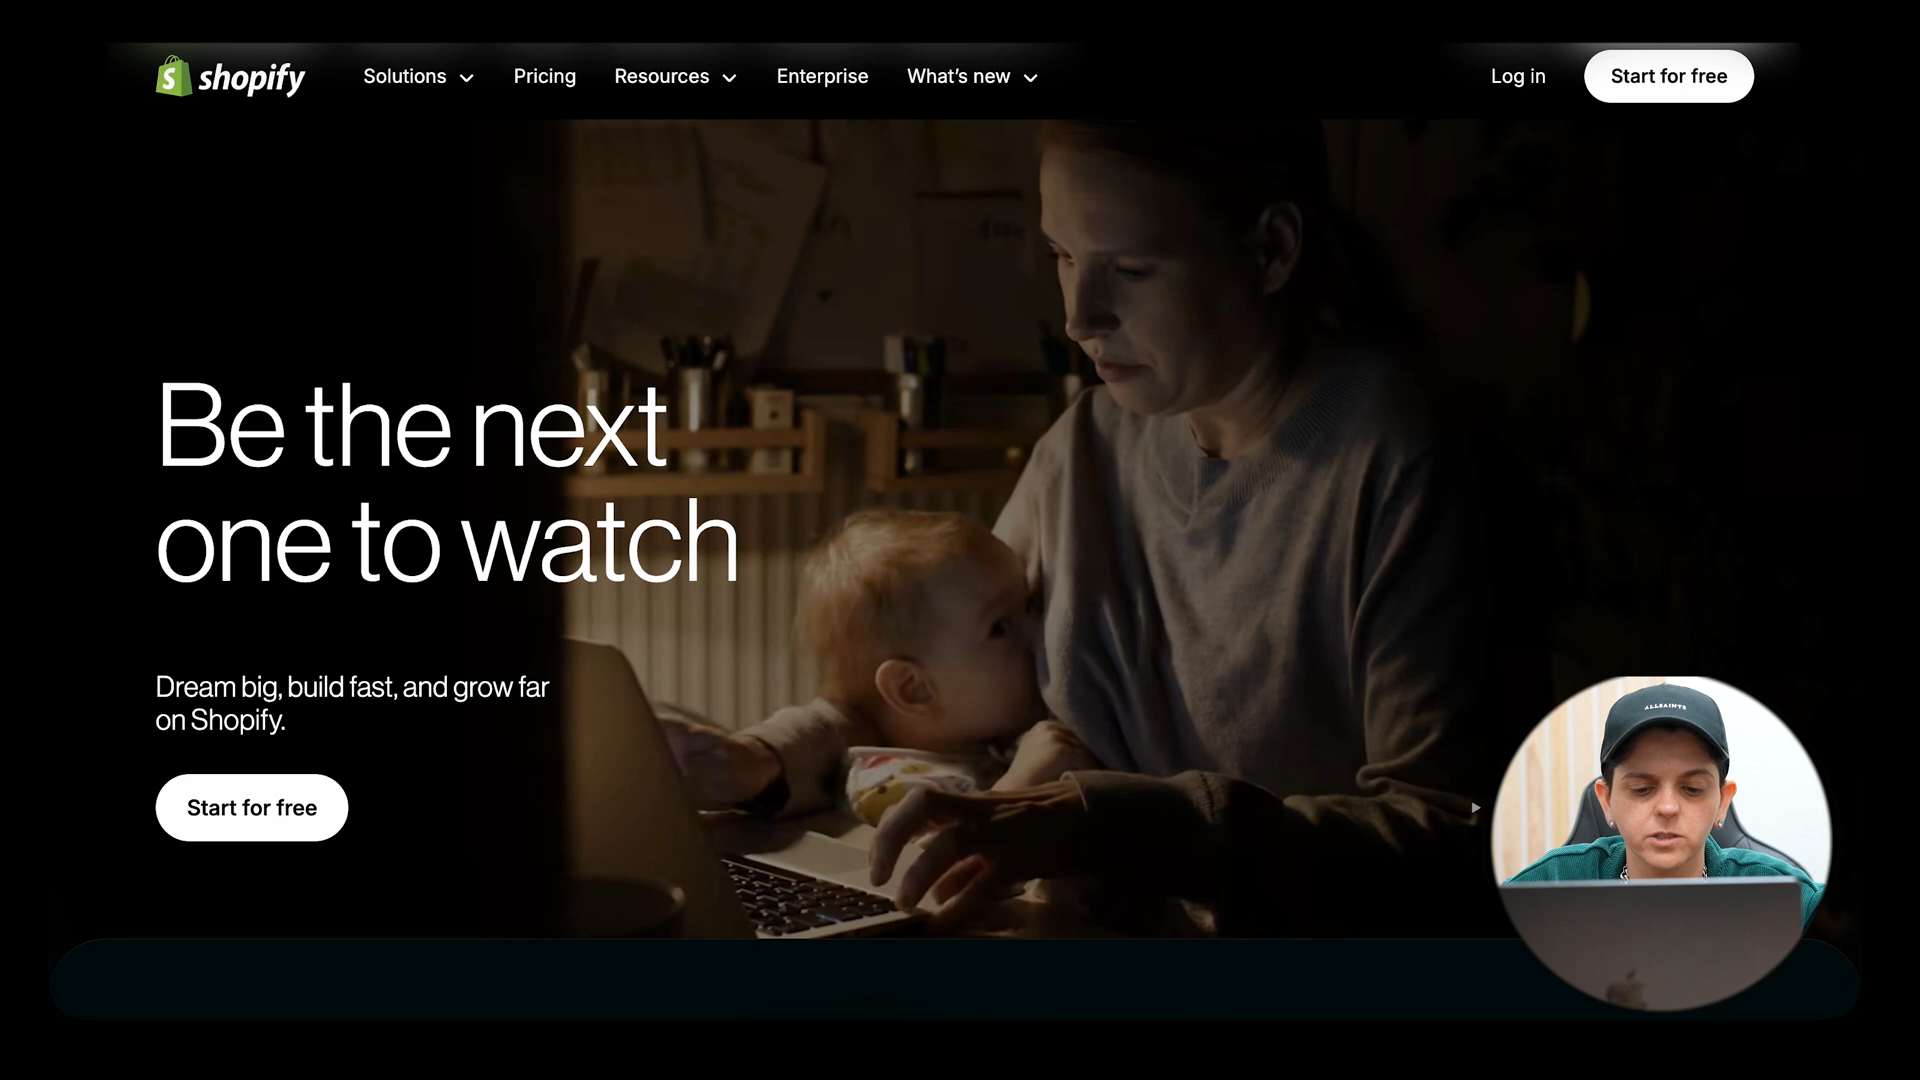 shopify
Solutions
Pricing
Resources
Enterprise
What's new
Log in
Start for free
Be the next
one to watch
Dream big, build fast, and grow far
on Shopify.
Start for free
ALLSAINTS